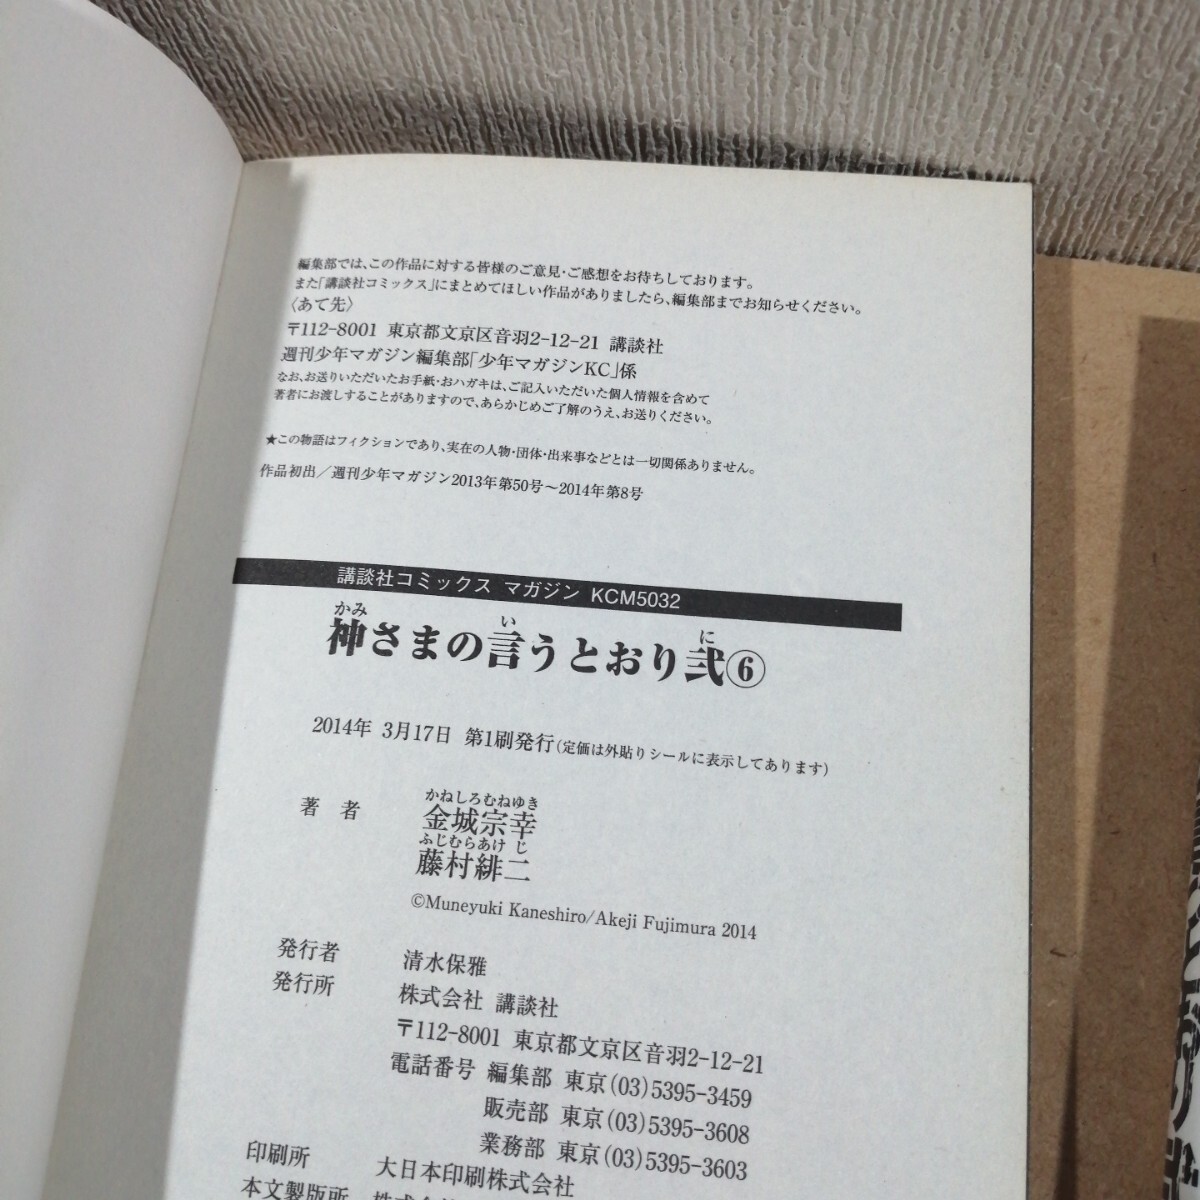 編集部では、この作品に対する皆様のご意見・ご感想をお待ちしております。
また「講談社コミックス」にまとめてほしい作品がありましたら、編集部までお知らせください。
〈あて先〉
〒112-8001 東京都文京区音羽2-12-21 講談社
週刊少年マガジン編集部「少年マガジンKC」係
なお、お送りいただいたお手紙・おハガキは、ご記入いただいた個人情報を含めて
著者にお渡しすることがありますので、あらかじめご了解のうえ、お送りください。
★この物語はフィクションであり、実在の人物・団体・出来事などとは一切関係ありません。
作品初出／週刊少年マガジン2013年第50号〜2014年第8号
講談社コミックス マガジン KCM5032
かみ い に
神さまの言うとおり弐⑥
2014年 3月17日 第1刷発行(定価は外貼りシールに表示してあります)
かねしろむねゆき
著者 金城宗幸
ふじむらあけじ
藤村緋二
©Muneyuki Kaneshiro/Akeji Fujimura 2014
発行者 清水保雅
発行所 株式会社 講談社
〒112-8001 東京都文京区音羽2-12-21
電話番号 編集部 東京(03)5395-3459
販売部 東京(03)5395-3608
業務部 東京(03)5395-3603
印刷所 大日本印刷株式会社
本文製版所 株式会社